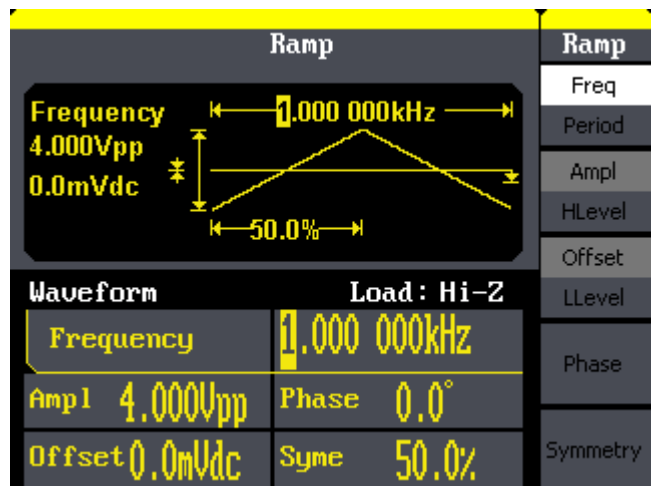 Ramp
Frequency
1.000 000kHz
4.000Vpp
0.0mVdc
50.0%
Waveform
Load: Hi-Z
Frequency
1.000 000kHz
Ampl 4.000Vpp
Phase 0.0°
Offset 0.0mVdc
Syme 50.0%
Ramp
Freq
Period
Ampl
HLevel
Offset
LLevel
Phase
Symmetry